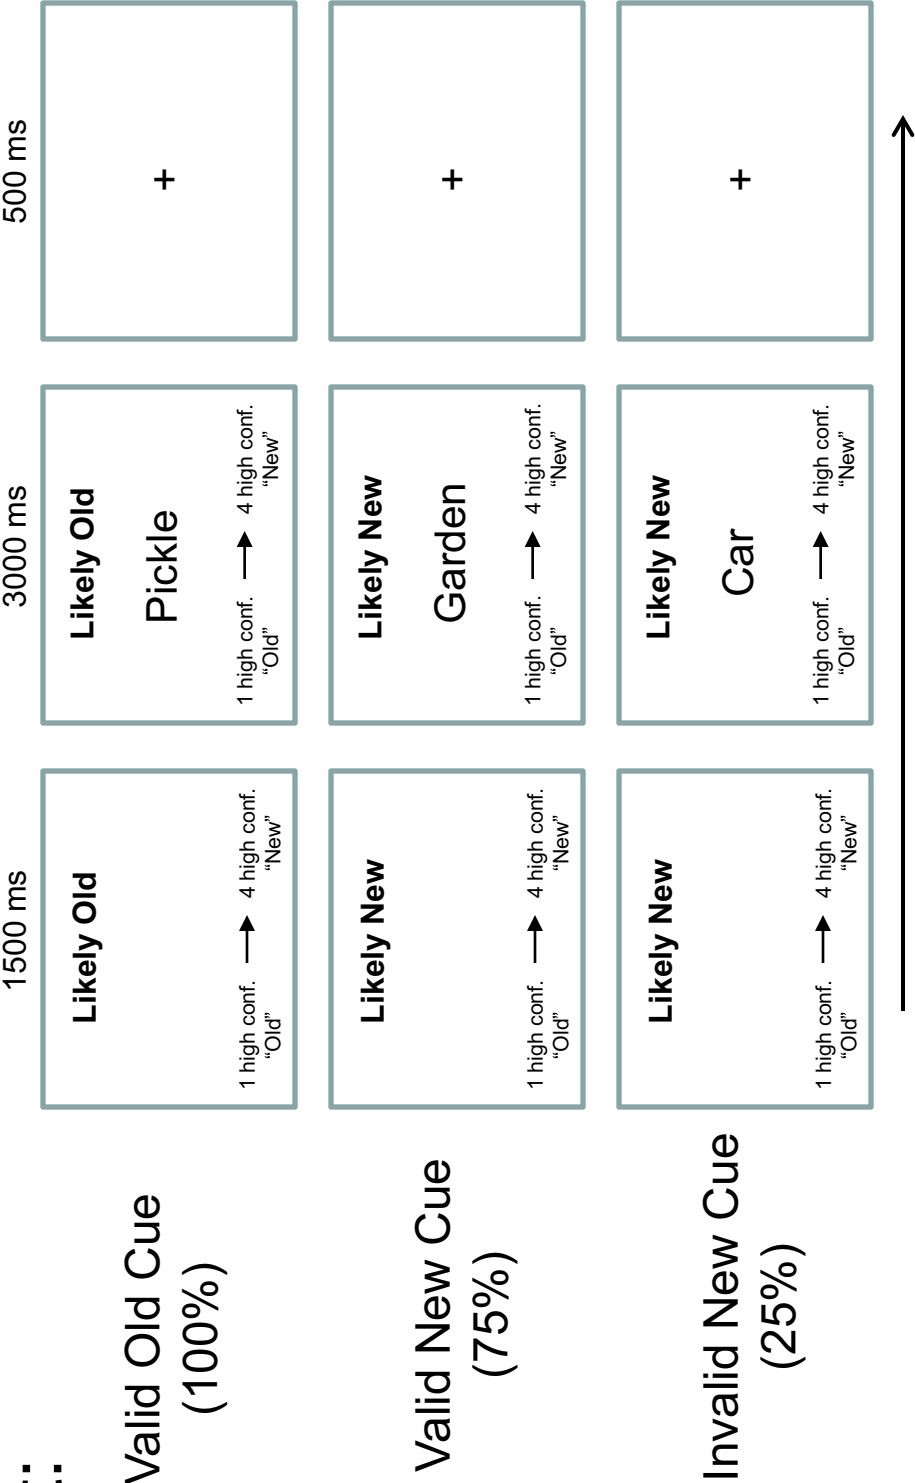 1500 ms
3000 ms
500 ms
Valid Old Cue
(100%)
Likely Old
1 high conf.
“Old”
4 high conf.
“New”
Likely Old
Pickle
1 high conf.
“Old”
4 high conf.
“New”
+
Valid New Cue
(75%)
Likely New
1 high conf.
“Old”
4 high conf.
“New”
Likely New
Garden
1 high conf.
“Old”
4 high conf.
“New”
+
Invalid New Cue
(25%)
Likely New
1 high conf.
“Old”
4 high conf.
“New”
Likely New
Car
1 high conf.
“Old”
4 high conf.
“New”
+